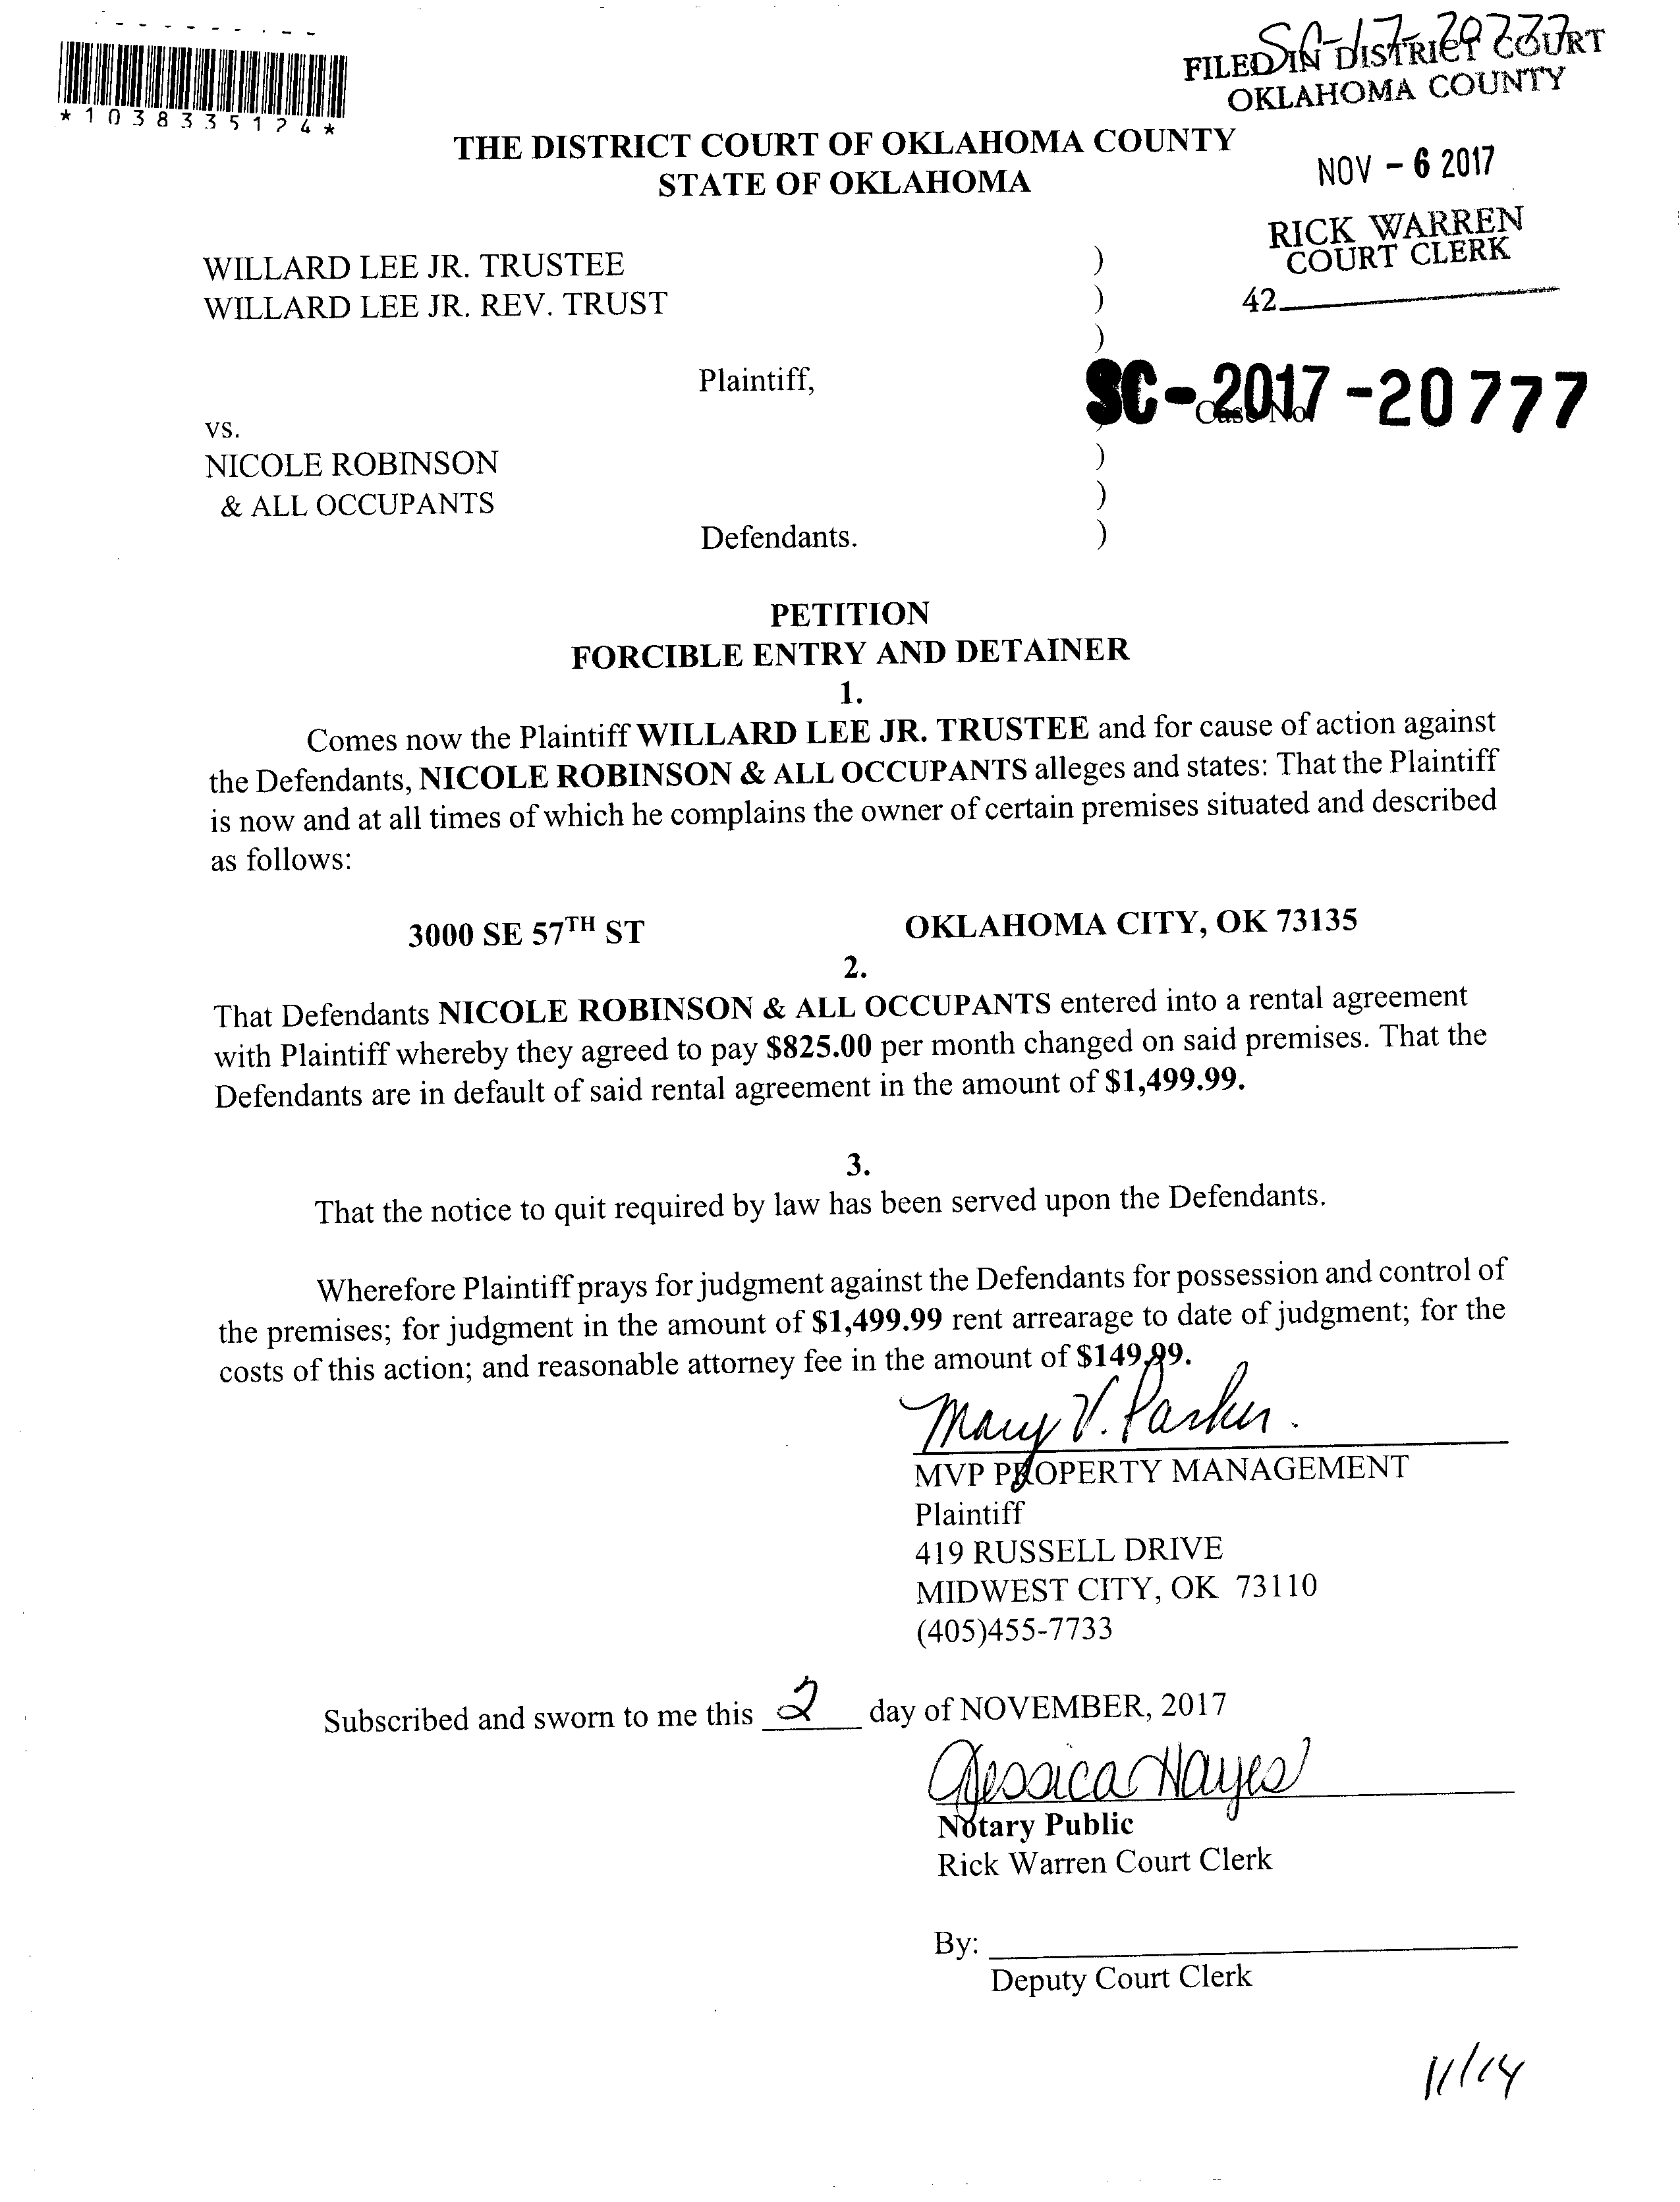 SC-17-20777
FILED IN DISTRICT COURT
OKLAHOMA COUNTY
*1038335124*
THE DISTRICT COURT OF OKLAHOMA COUNTY
STATE OF OKLAHOMA
NOV - 6 2017
RICK WARREN
COURT CLERK
42
WILLARD LEE JR. TRUSTEE )
WILLARD LEE JR. REV. TRUST )
)
Plaintiff,
SC-2017-20777
Case No
vs.
NICOLE ROBINSON )
& ALL OCCUPANTS )
Defendants. )
PETITION
FORCIBLE ENTRY AND DETAINER
1.
Comes now the Plaintiff WILLARD LEE JR. TRUSTEE and for cause of action against
the Defendants, NICOLE ROBINSON & ALL OCCUPANTS alleges and states: That the Plaintiff
is now and at all times of which he complains the owner of certain premises situated and described
as follows:
3000 SE 57TH ST OKLAHOMA CITY, OK 73135
2.
That Defendants NICOLE ROBINSON & ALL OCCUPANTS entered into a rental agreement
with Plaintiff whereby they agreed to pay $825.00 per month changed on said premises. That the
Defendants are in default of said rental agreement in the amount of $1,499.99.
3.
That the notice to quit required by law has been served upon the Defendants.
Wherefore Plaintiff prays for judgment against the Defendants for possession and control of
the premises; for judgment in the amount of $1,499.99 rent arrearage to date of judgment; for the
costs of this action; and reasonable attorney fee in the amount of $149.99.
Mary V. Parker.
MVP PROPERTY MANAGEMENT
Plaintiff
419 RUSSELL DRIVE
MIDWEST CITY, OK 73110
(405)455-7733
Subscribed and sworn to me this 2 day of NOVEMBER, 2017
Jessica Hayes
Notary Public
Rick Warren Court Clerk
By:
Deputy Court Clerk
11/14